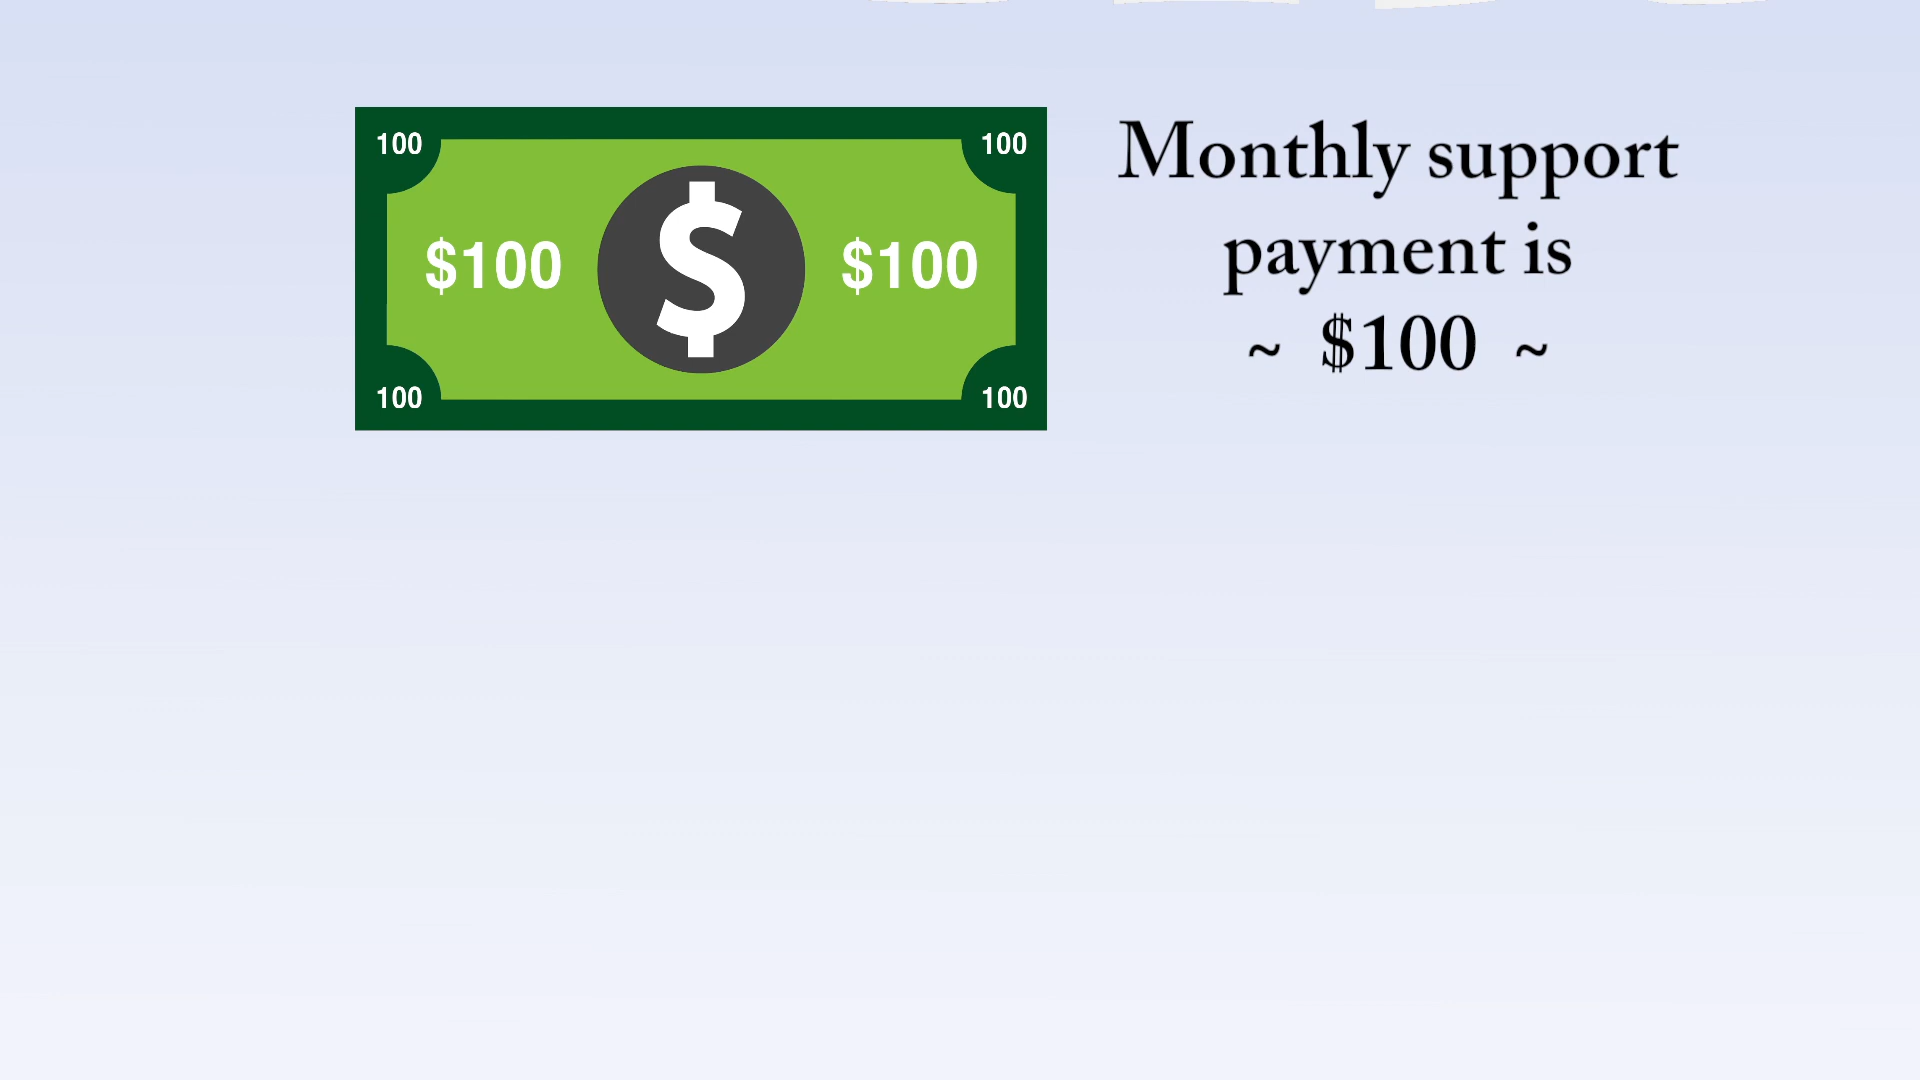 100 100
$100 $ $100
100 100
Monthly support
payment is
~ $100 ~